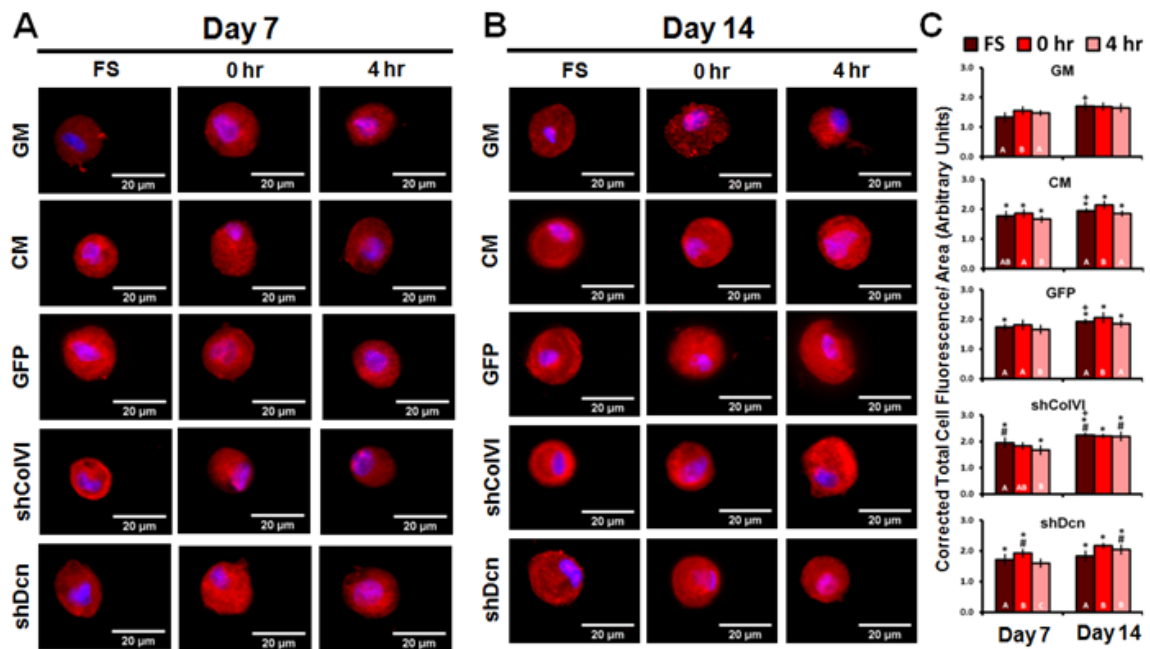 A
Day 7
FS 0 hr 4 hr
GM
20 µm 20 µm 20 µm
CM
20 µm 20 µm 20 µm
GFP
20 µm 20 µm 20 µm
shColVI
20 µm 20 µm 20 µm
shDcn
20 µm 20 µm 20 µm
B
Day 14
FS 0 hr 4 hr
GM
20 µm 20 µm 20 µm
CM
20 µm 20 µm 20 µm
GFP
20 µm 20 µm 20 µm
shColVI
20 µm 20 µm 20 µm
shDcn
20 µm 20 µm 20 µm
C
FS 0 hr 4 hr
Corrected Total Cell Fluorescence/ Area (Arbitrary Units)
GM
3.0
2.0
1.0
0.0
+
A B A
CM
3.0
2.0
1.0
0.0
* * * + * * *
AB A B A B A
GFP
3.0
2.0
1.0
0.0
* + * * *
A A B A B A
shColVI
3.0
2.0
1.0
0.0
* # * + * # * * #
A AB B
shDcn
3.0
2.0
1.0
0.0
* * # * * * #
A B C A B B
Day 7 Day 14